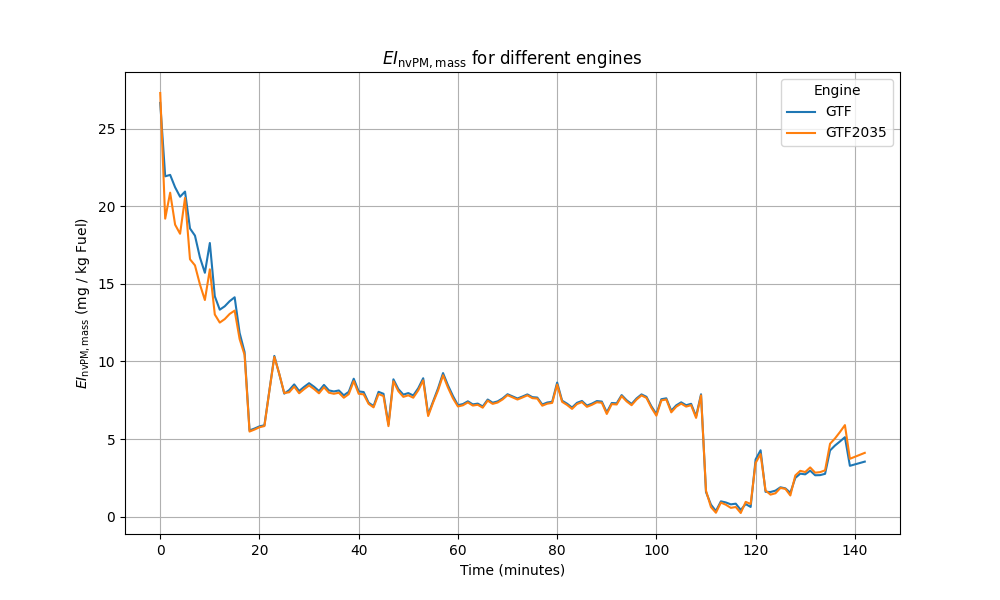 EI_nvPM, mass for different engines
Engine
GTF
GTF2035
EI_nvPM, mass (mg / kg Fuel)
25
20
15
10
5
0
0 20 40 60 80 100 120 140
Time (minutes)